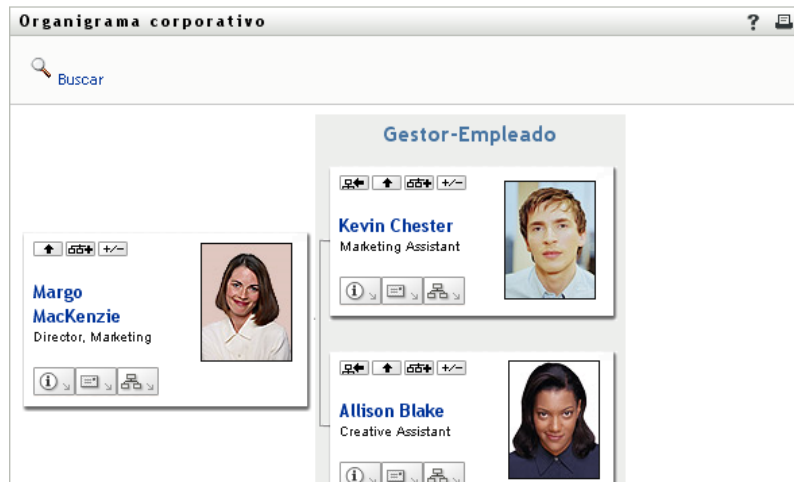 Organigrama corporativo
?
Buscar
Gestor-Empleado
+/-
Kevin Chester
Marketing Assistant
+/-
Margo
MacKenzie
Director, Marketing
+/-
Allison Blake
Creative Assistant